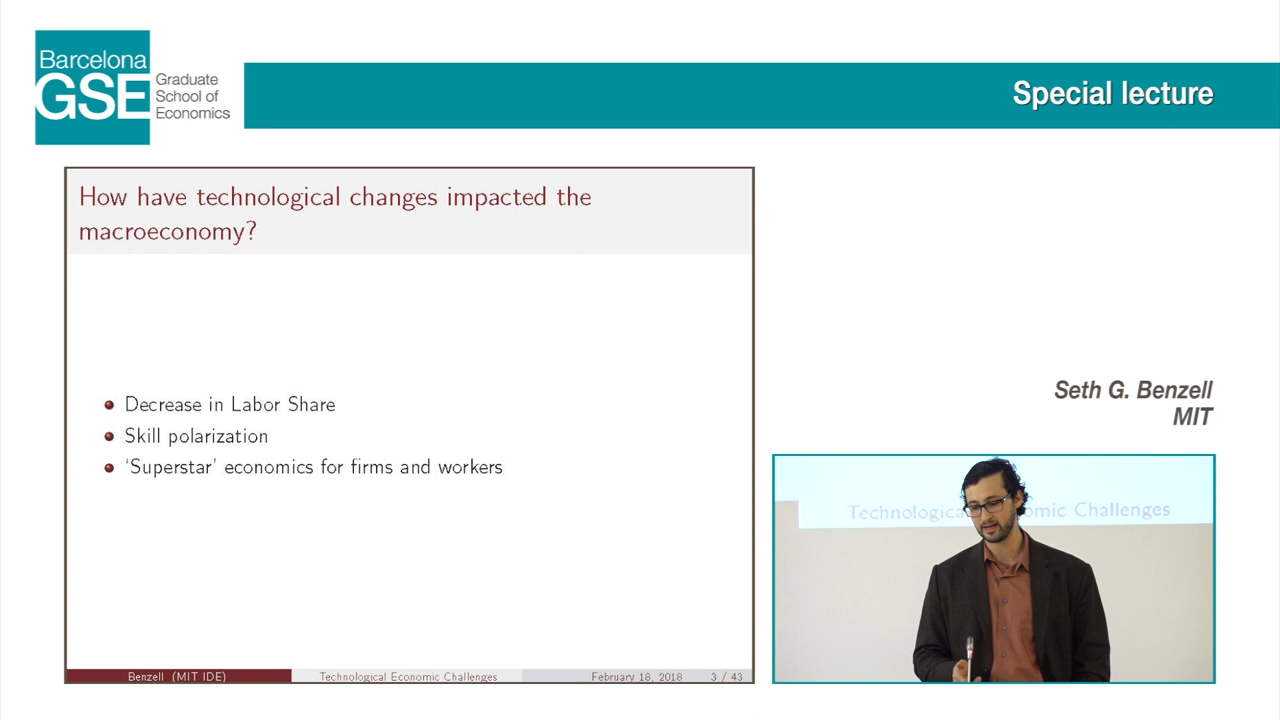 Barcelona
GSE
Graduate
School of
Economics
Special lecture
How have technological changes impacted the
macroeconomy?
Decrease in Labor Share
Skill polarization
‘Superstar’ economics for firms and workers
Benzell (MIT IDE)
Technological Economic Challenges
February 18, 2018
3 / 43
Seth G. Benzell
MIT
Technologica omic Challenges